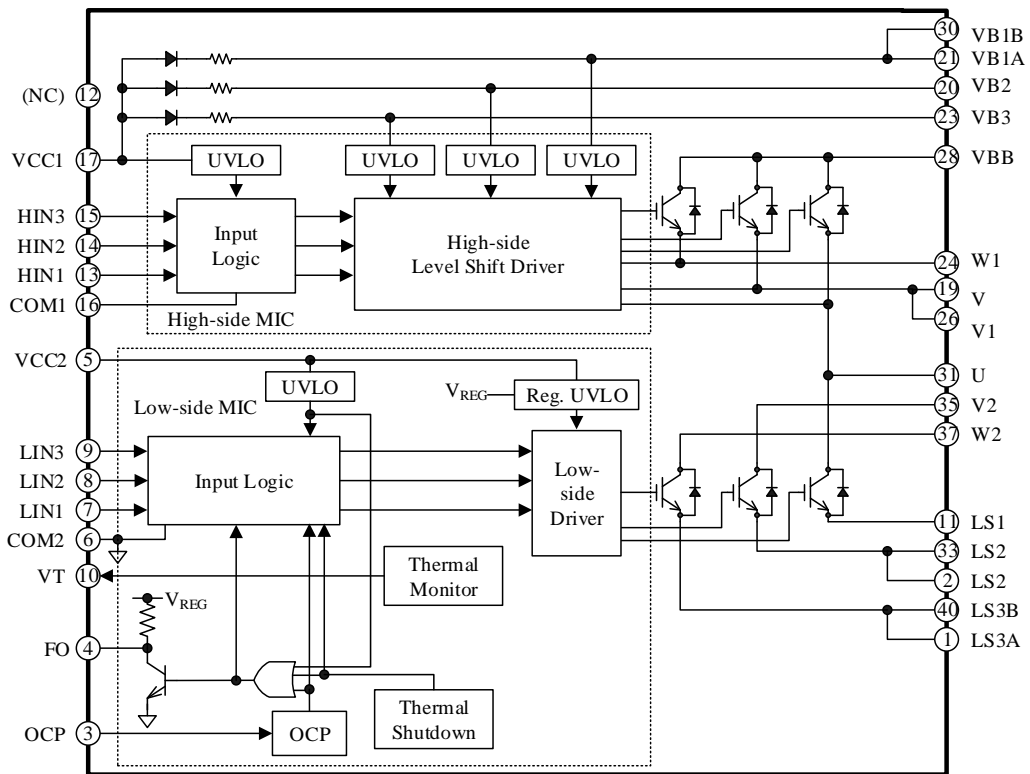 30 VB1B
21 VB1A
(NC) 12
20 VB2
23 VB3
VCC1 17
UVLO UVLO UVLO UVLO
28 VBB
HIN3 15
HIN2 14
HIN1 13
COM1 16
Input
Logic
High-side
Level Shift Driver
High-side MIC
24 W1
19 V
26 V1
VCC2 5
UVLO
VREG
Reg. UVLO
31 U
35 V2
37 W2
Low-side MIC
LIN3 9
LIN2 8
LIN1 7
COM2 6
Input Logic
Low-
side
Driver
11 LS1
33 LS2
2 LS2
40 LS3B
1 LS3A
VT 10
Thermal
Monitor
VREG
FO 4
Thermal
Shutdown
OCP 3
OCP